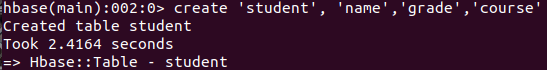 hbase(main):002:0> create 'student', 'name','grade','course'
Created table student
Took 2.4164 seconds
=> Hbase::Table - student